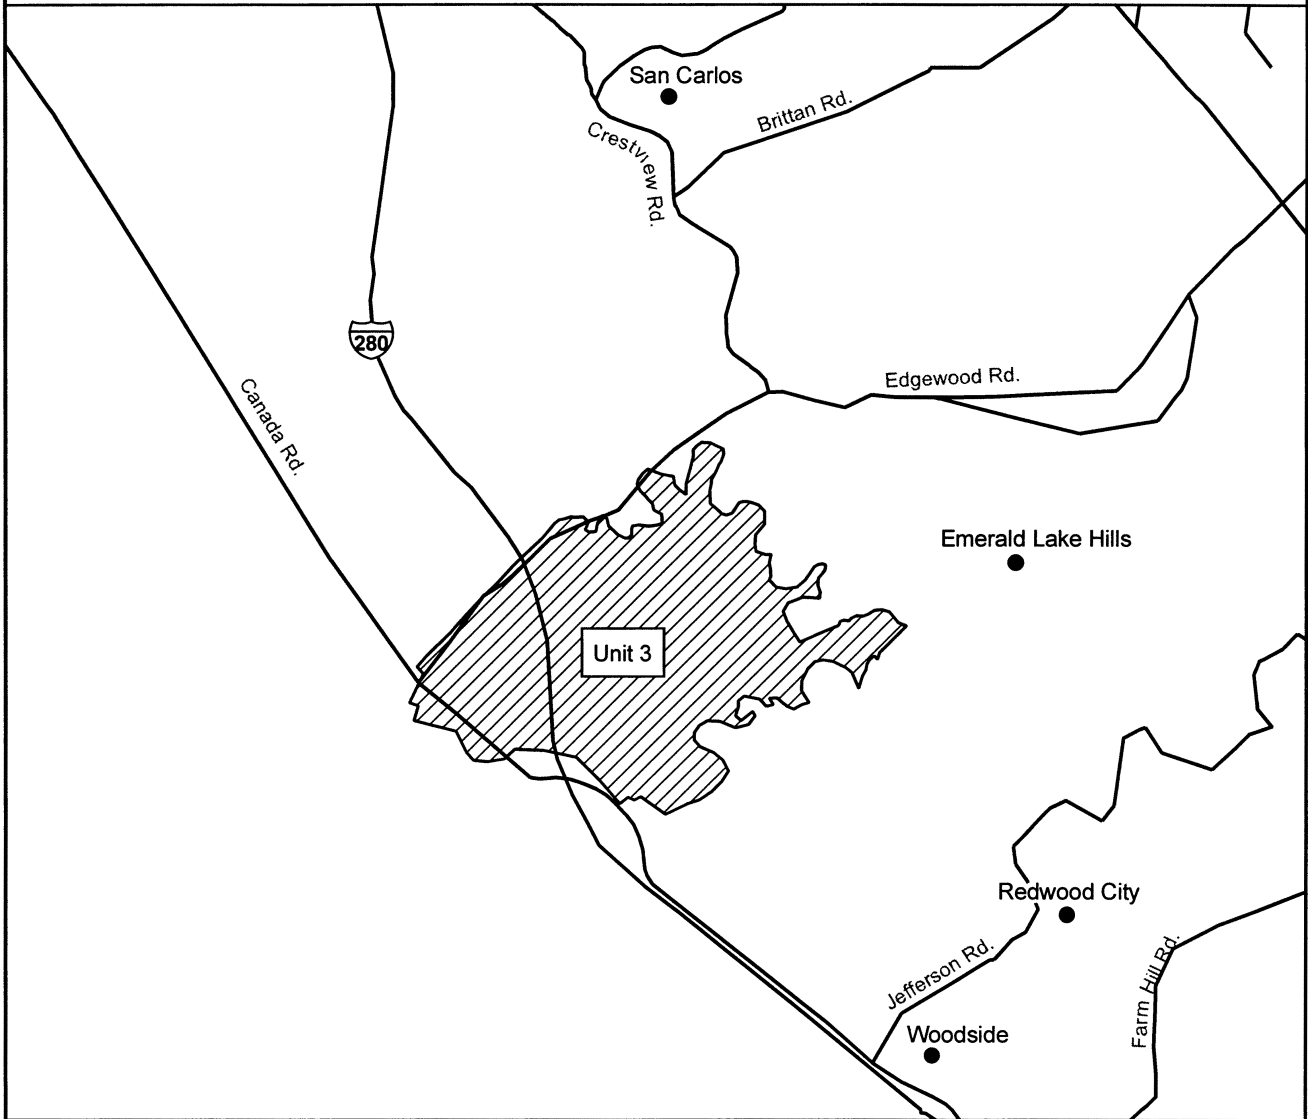 San Carlos
Brittan Rd.
Crestview Rd.
280
Edgewood Rd.
Canada Rd.
Emerald Lake Hills
Unit 3
Redwood City
Jefferson Rd.
Farm Hill Rd.
Woodside